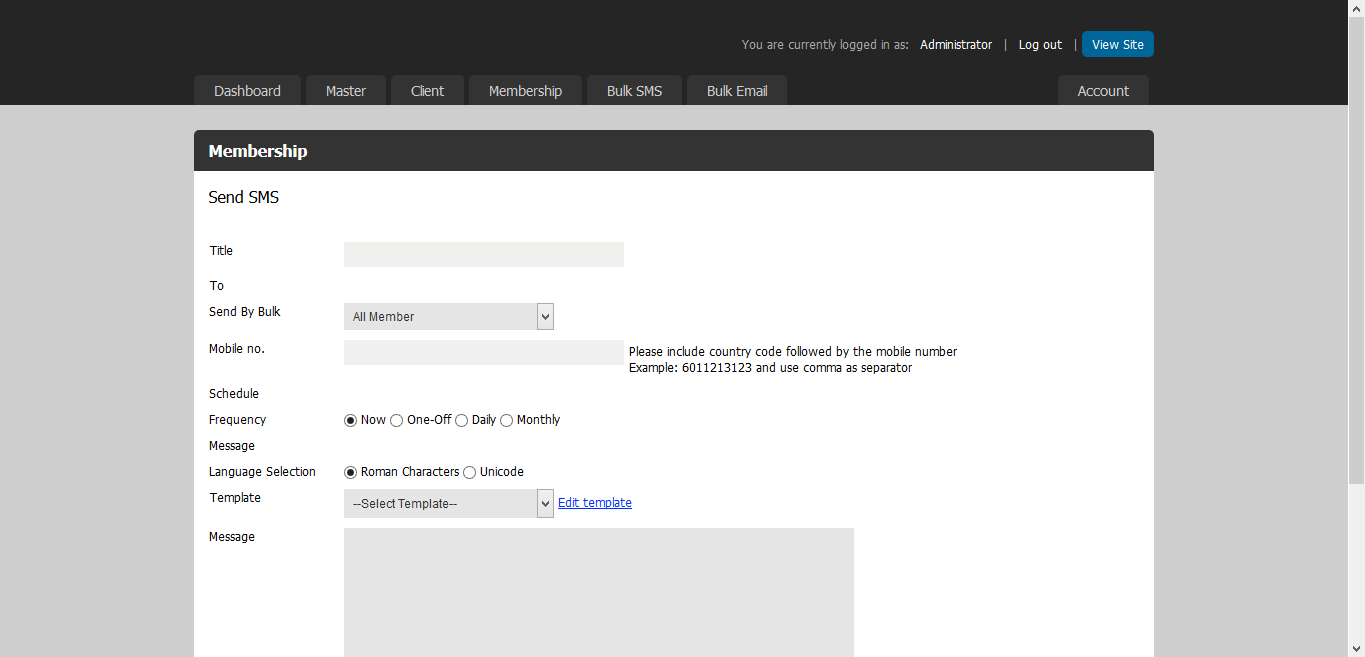 You are currently logged in as: Administrator | Log out | View Site
Dashboard Master Client Membership Bulk SMS Bulk Email Account
Membership
Send SMS
Title
To
Send By Bulk All Member
Mobile no. Please include country code followed by the mobile number
Example: 6011213123 and use comma as separator
Schedule
Frequency Now One-Off Daily Monthly
Message
Language Selection Roman Characters Unicode
Template --Select Template-- Edit template
Message